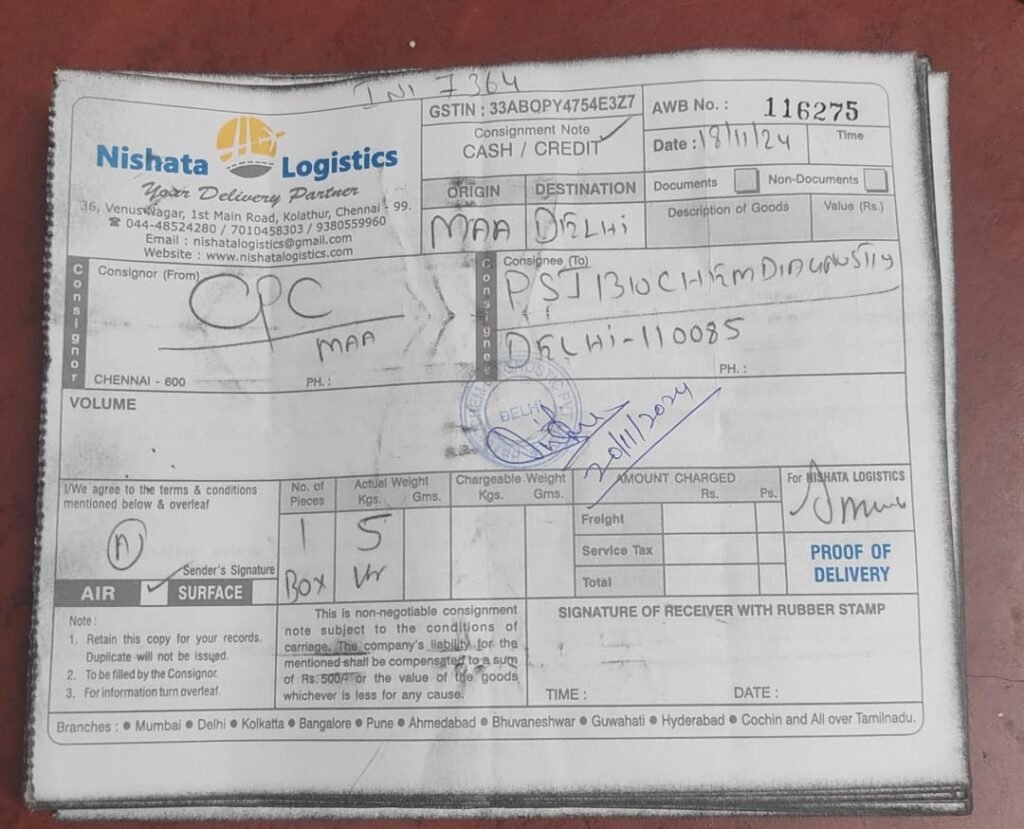 INI 7364
Nishata Logistics
Your Delivery Partner
36, Venus Nagar, 1st Main Road, Kolathur, Chennai - 99.
☎ 044-48524280 / 7010458303 / 9380559960
Email : nishatalogistics@gmail.com
Website : www.nishatalogistics.com
GSTIN : 33ABQPY4754E3Z7
Consignment Note
CASH / CREDIT
AWB No. : 116275
Date : 18/11/24 Time
ORIGIN DESTINATION
MAA DELHI
Documents Non-Documents
Description of Goods Value (Rs.)
Consignor
Consignor (From)
CPC
MAA
CHENNAI - 600 PH. :
Consignee
Consignee (To)
PSI BIOCHEM
DELHI-110085
PH. :
VOLUME
DELHI
20/11/2024
I/We agree to the terms & conditions
mentioned below & overleaf
Sender's Signature
AIR ✓ SURFACE
No. of Pieces
1
BOX
Actual Weight
Kgs. Gms.
5
Chargeable Weight
Kgs. Gms.
AMOUNT CHARGED
Rs. Ps.
Freight
Service Tax
Total
For NISHATA LOGISTICS
PROOF OF
DELIVERY
Note :
1. Retain this copy for your records.
Duplicate will not be issued.
2. To be filled by the Consignor.
3. For information turn overleaf.
This is non-negotiable consignment
note subject to the conditions of
carriage. The company's liability for the
mentioned shall be compensated to a sum
of Rs. 500/- or the value of the goods
whichever is less for any cause.
SIGNATURE OF RECEIVER WITH RUBBER STAMP
TIME : DATE :
Branches : ● Mumbai ● Delhi ● Kolkatta ● Bangalore ● Pune ● Ahmedabad ● Bhuvaneshwar ● Guwahati ● Hyderabad ● Cochin and All over Tamilnadu.